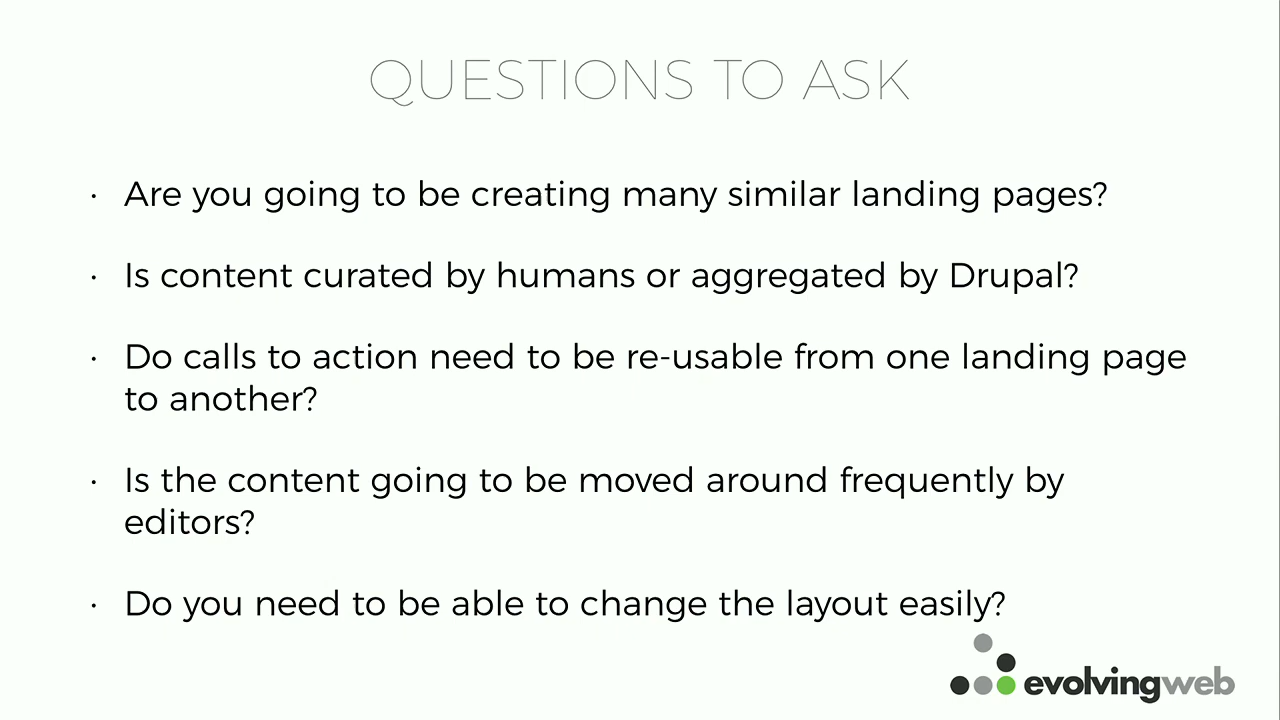 QUESTIONS TO ASK
· Are you going to be creating many similar landing pages?
· Is content curated by humans or aggregated by Drupal?
· Do calls to action need to be re-usable from one landing page
to another?
· Is the content going to be moved around frequently by
editors?
· Do you need to be able to change the layout easily?
evolvingweb